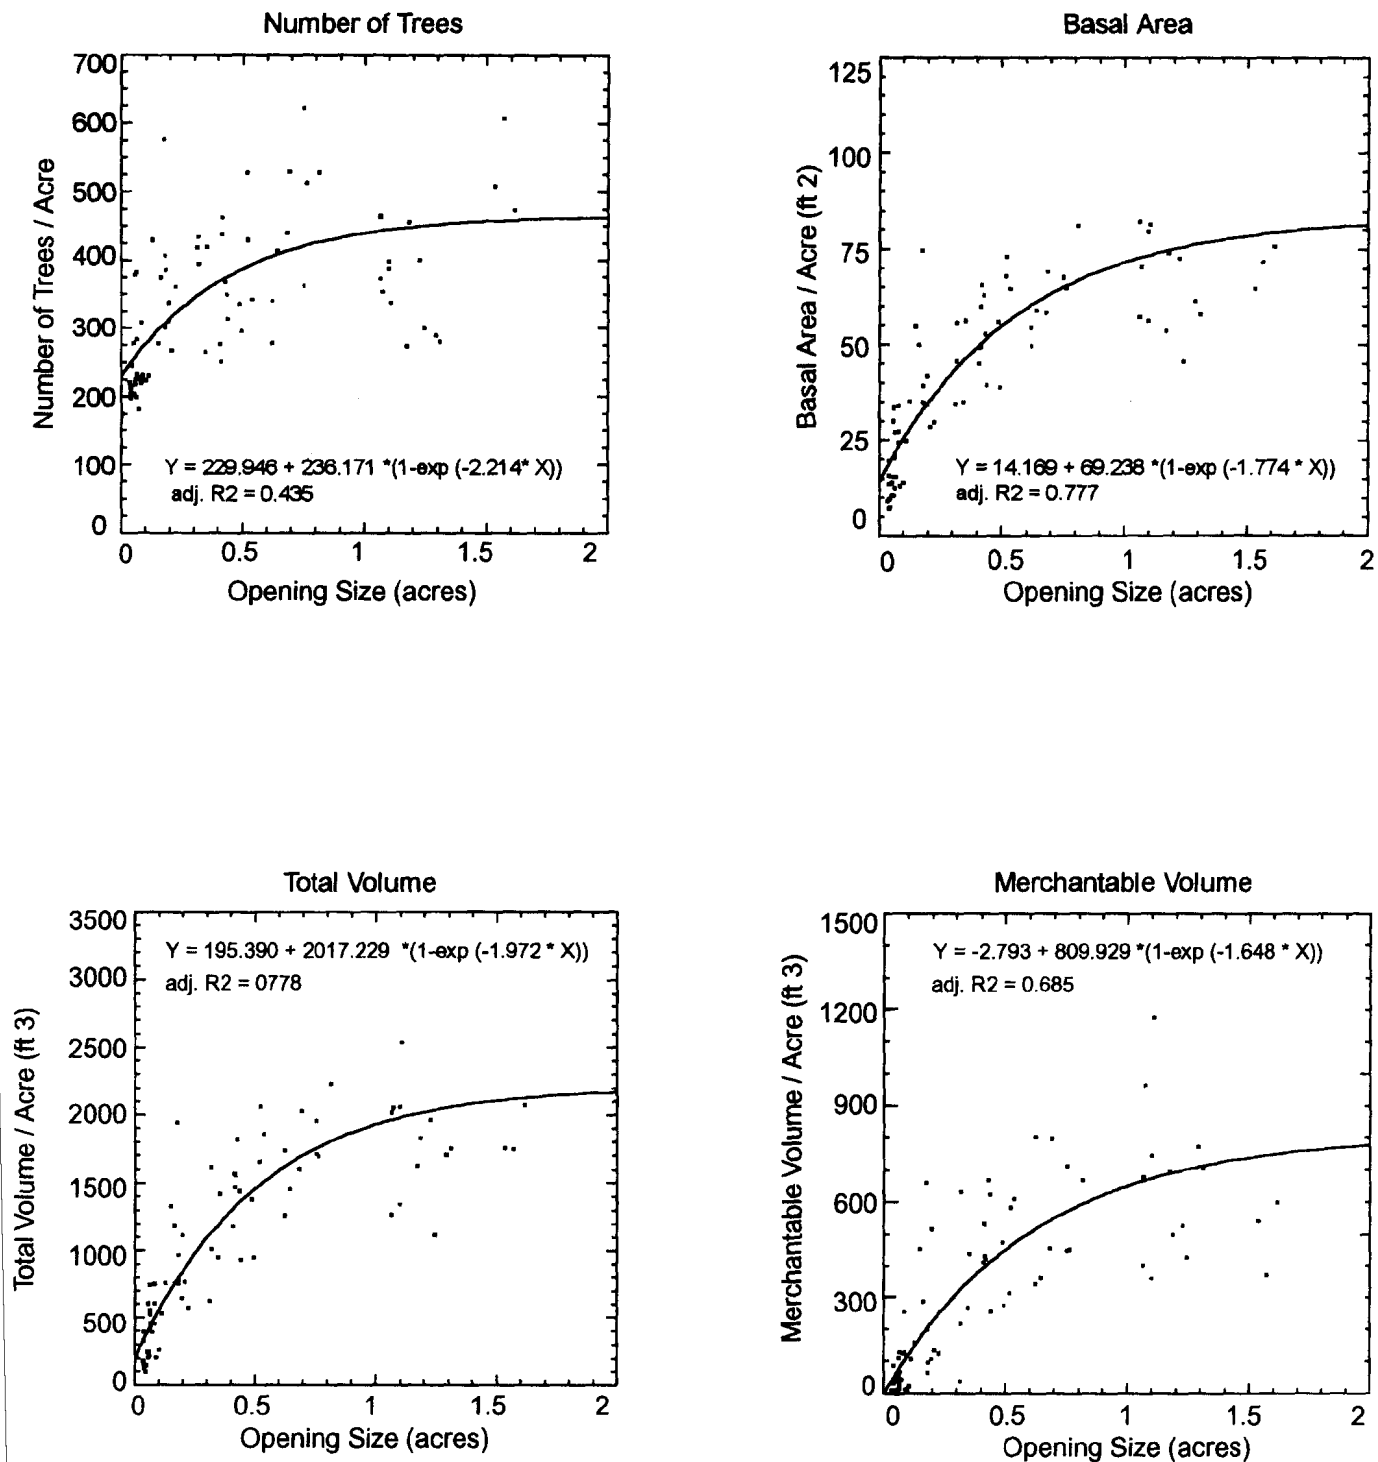 Number of Trees
700
600
500
400
300
200
100
0
Number of Trees / Acre
Y = 229.946 + 236.171 *(1-exp (-2.214* X))
adj. R2 = 0.435
0 0.5 1 1.5 2
Opening Size (acres)
Basal Area
125
100
75
50
25
0
Basal Area / Acre (ft 2)
Y = 14.169 + 69.238 *(1-exp (-1.774 * X))
adj. R2 = 0.777
0 0.5 1 1.5 2
Opening Size (acres)
Total Volume
3500
3000
2500
2000
1500
1000
500
0
Total Volume / Acre (ft 3)
Y = 195.390 + 2017.229 *(1-exp (-1.972 * X))
adj. R2 = 0778
0 0.5 1 1.5 2
Opening Size (acres)
Merchantable Volume
1500
1200
900
600
300
0
Merchantable Volume / Acre (ft 3)
Y = -2.793 + 809.929 *(1-exp (-1.648 * X))
adj. R2 = 0.685
0 0.5 1 1.5 2
Opening Size (acres)